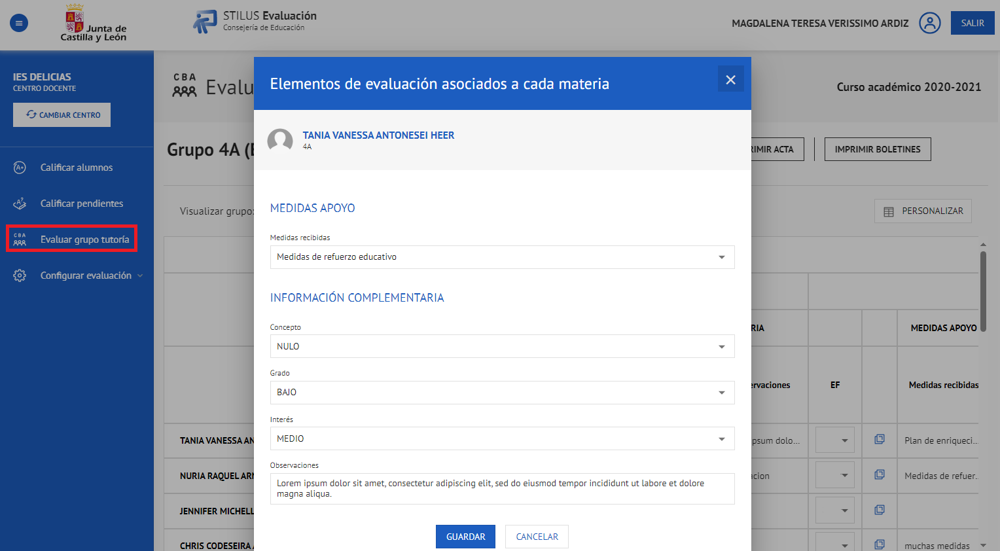 Junta de
Castilla y León
STILUS Evaluación
Consejería de Educación
MAGDALENA TERESA VERISSIMO ARDIZ
SALIR
IES DELICIAS
CENTRO DOCENTE
CAMBIAR CENTRO
Calificar alumnos
Calificar pendientes
CBA
Evaluar grupo tutoría
Configurar evaluación
CBA
Evalu
Curso académico 2020-2021
Grupo 4A (
RIMIR ACTA
IMPRIMIR BOLETINES
Visualizar grupo:
PERSONALIZAR
Elementos de evaluación asociados a cada materia
TANIA VANESSA ANTONESEI HEER
4A
MEDIDAS APOYO
Medidas recibidas
Medidas de refuerzo educativo
INFORMACIÓN COMPLEMENTARIA
Concepto
NULO
Grado
BAJO
Interés
MEDIO
Observaciones
Lorem ipsum dolor sit amet, consectetur adipiscing elit, sed do eiusmod tempor incididunt ut labore et dolore
magna aliqua.
GUARDAR
CANCELAR
RIA
MEDIDAS APOYO
ervaciones
EF
Medidas recibidas
TANIA VANESSA AN
psum dolo...
Plan de enriqueci...
NURIA RAQUEL ARI
acion
Medidas de refuer...
JENNIFER MICHELL
CHRIS CODESEIRA
muchas medidas